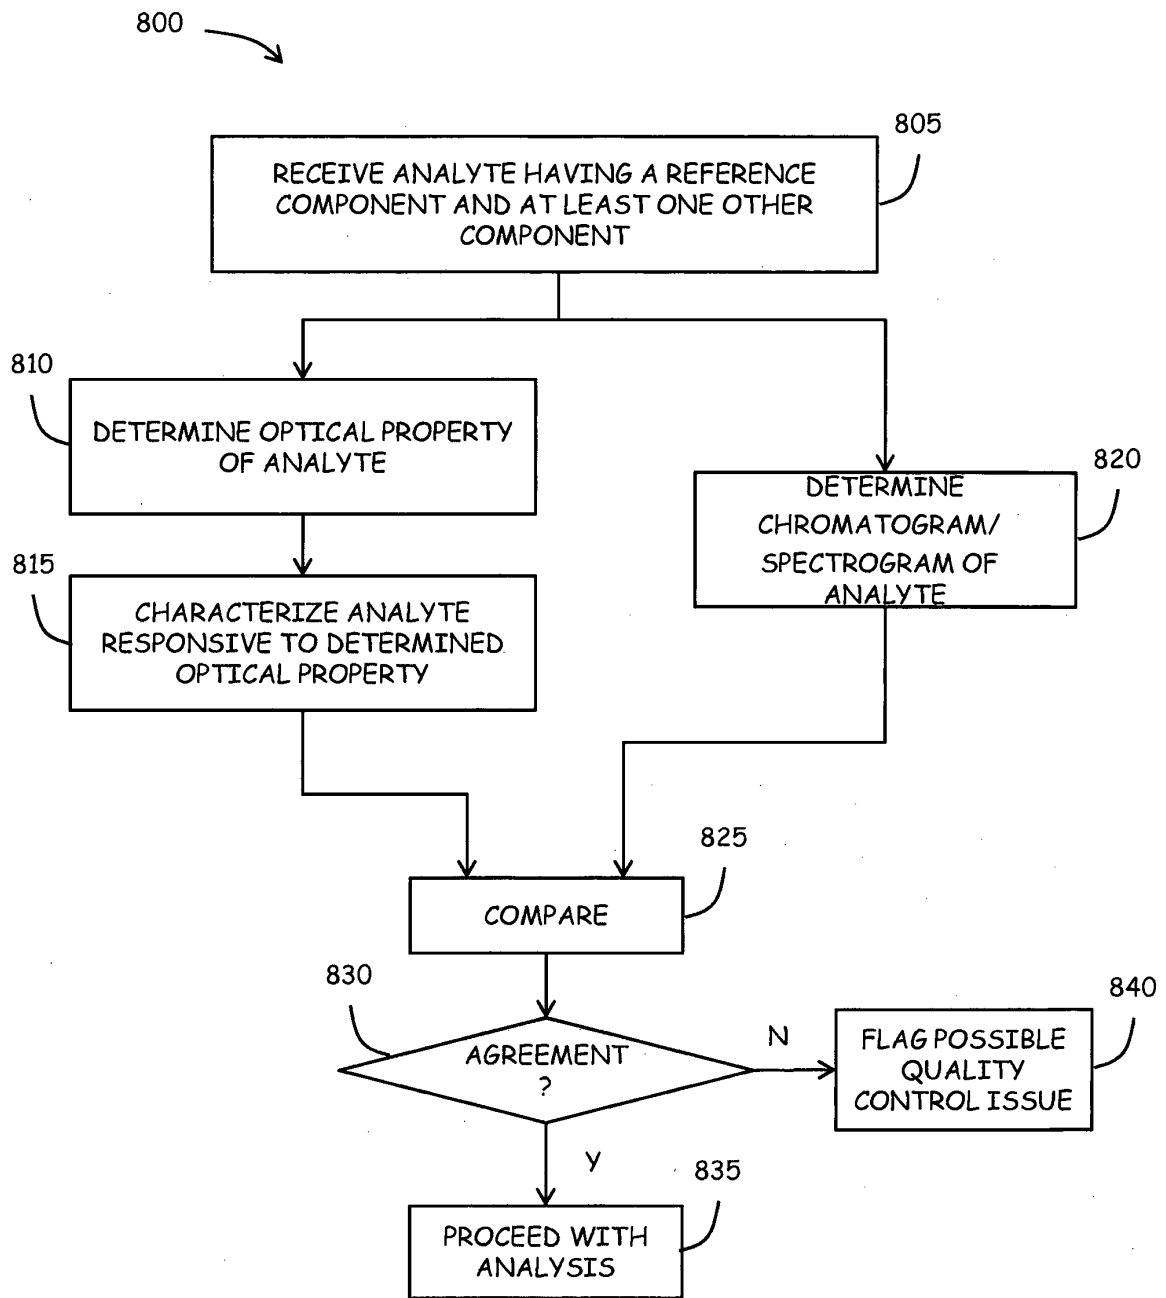 800
805
RECEIVE ANALYTE HAVING A REFERENCE
COMPONENT AND AT LEAST ONE OTHER
COMPONENT
810
DETERMINE OPTICAL PROPERTY
OF ANALYTE
820
DETERMINE
CHROMATOGRAM/
SPECTROGRAM OF
ANALYTE
815
CHARACTERIZE ANALYTE
RESPONSIVE TO DETERMINED
OPTICAL PROPERTY
825
COMPARE
830
AGREEMENT
?
N
840
FLAG POSSIBLE
QUALITY
CONTROL ISSUE
Y
835
PROCEED WITH
ANALYSIS